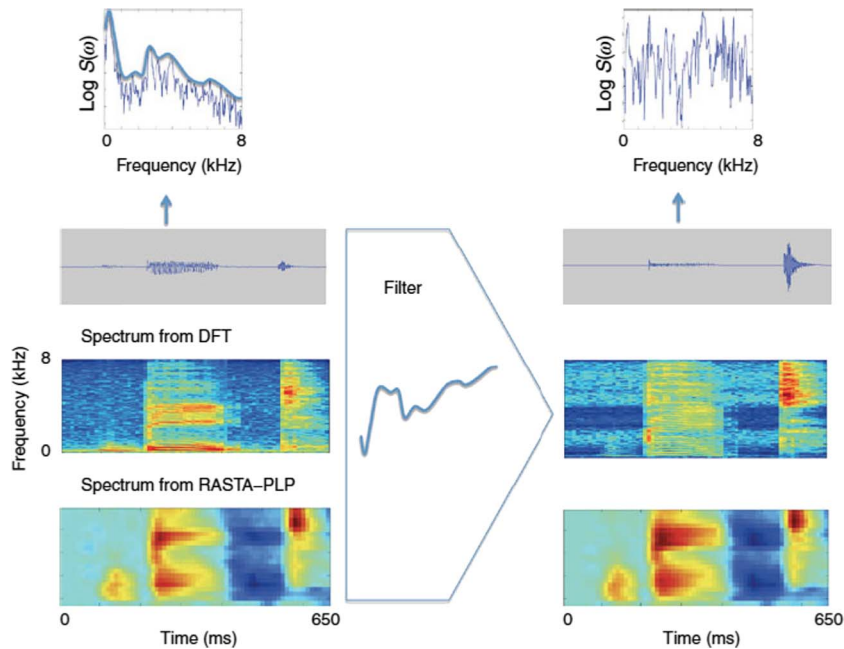 Log S(ω)
0 8
Frequency (kHz)
Log S(ω)
0 8
Frequency (kHz)
Filter
Spectrum from DFT
8
Frequency (kHz)
0
Spectrum from RASTA–PLP
0 650
Time (ms)
0 650
Time (ms)